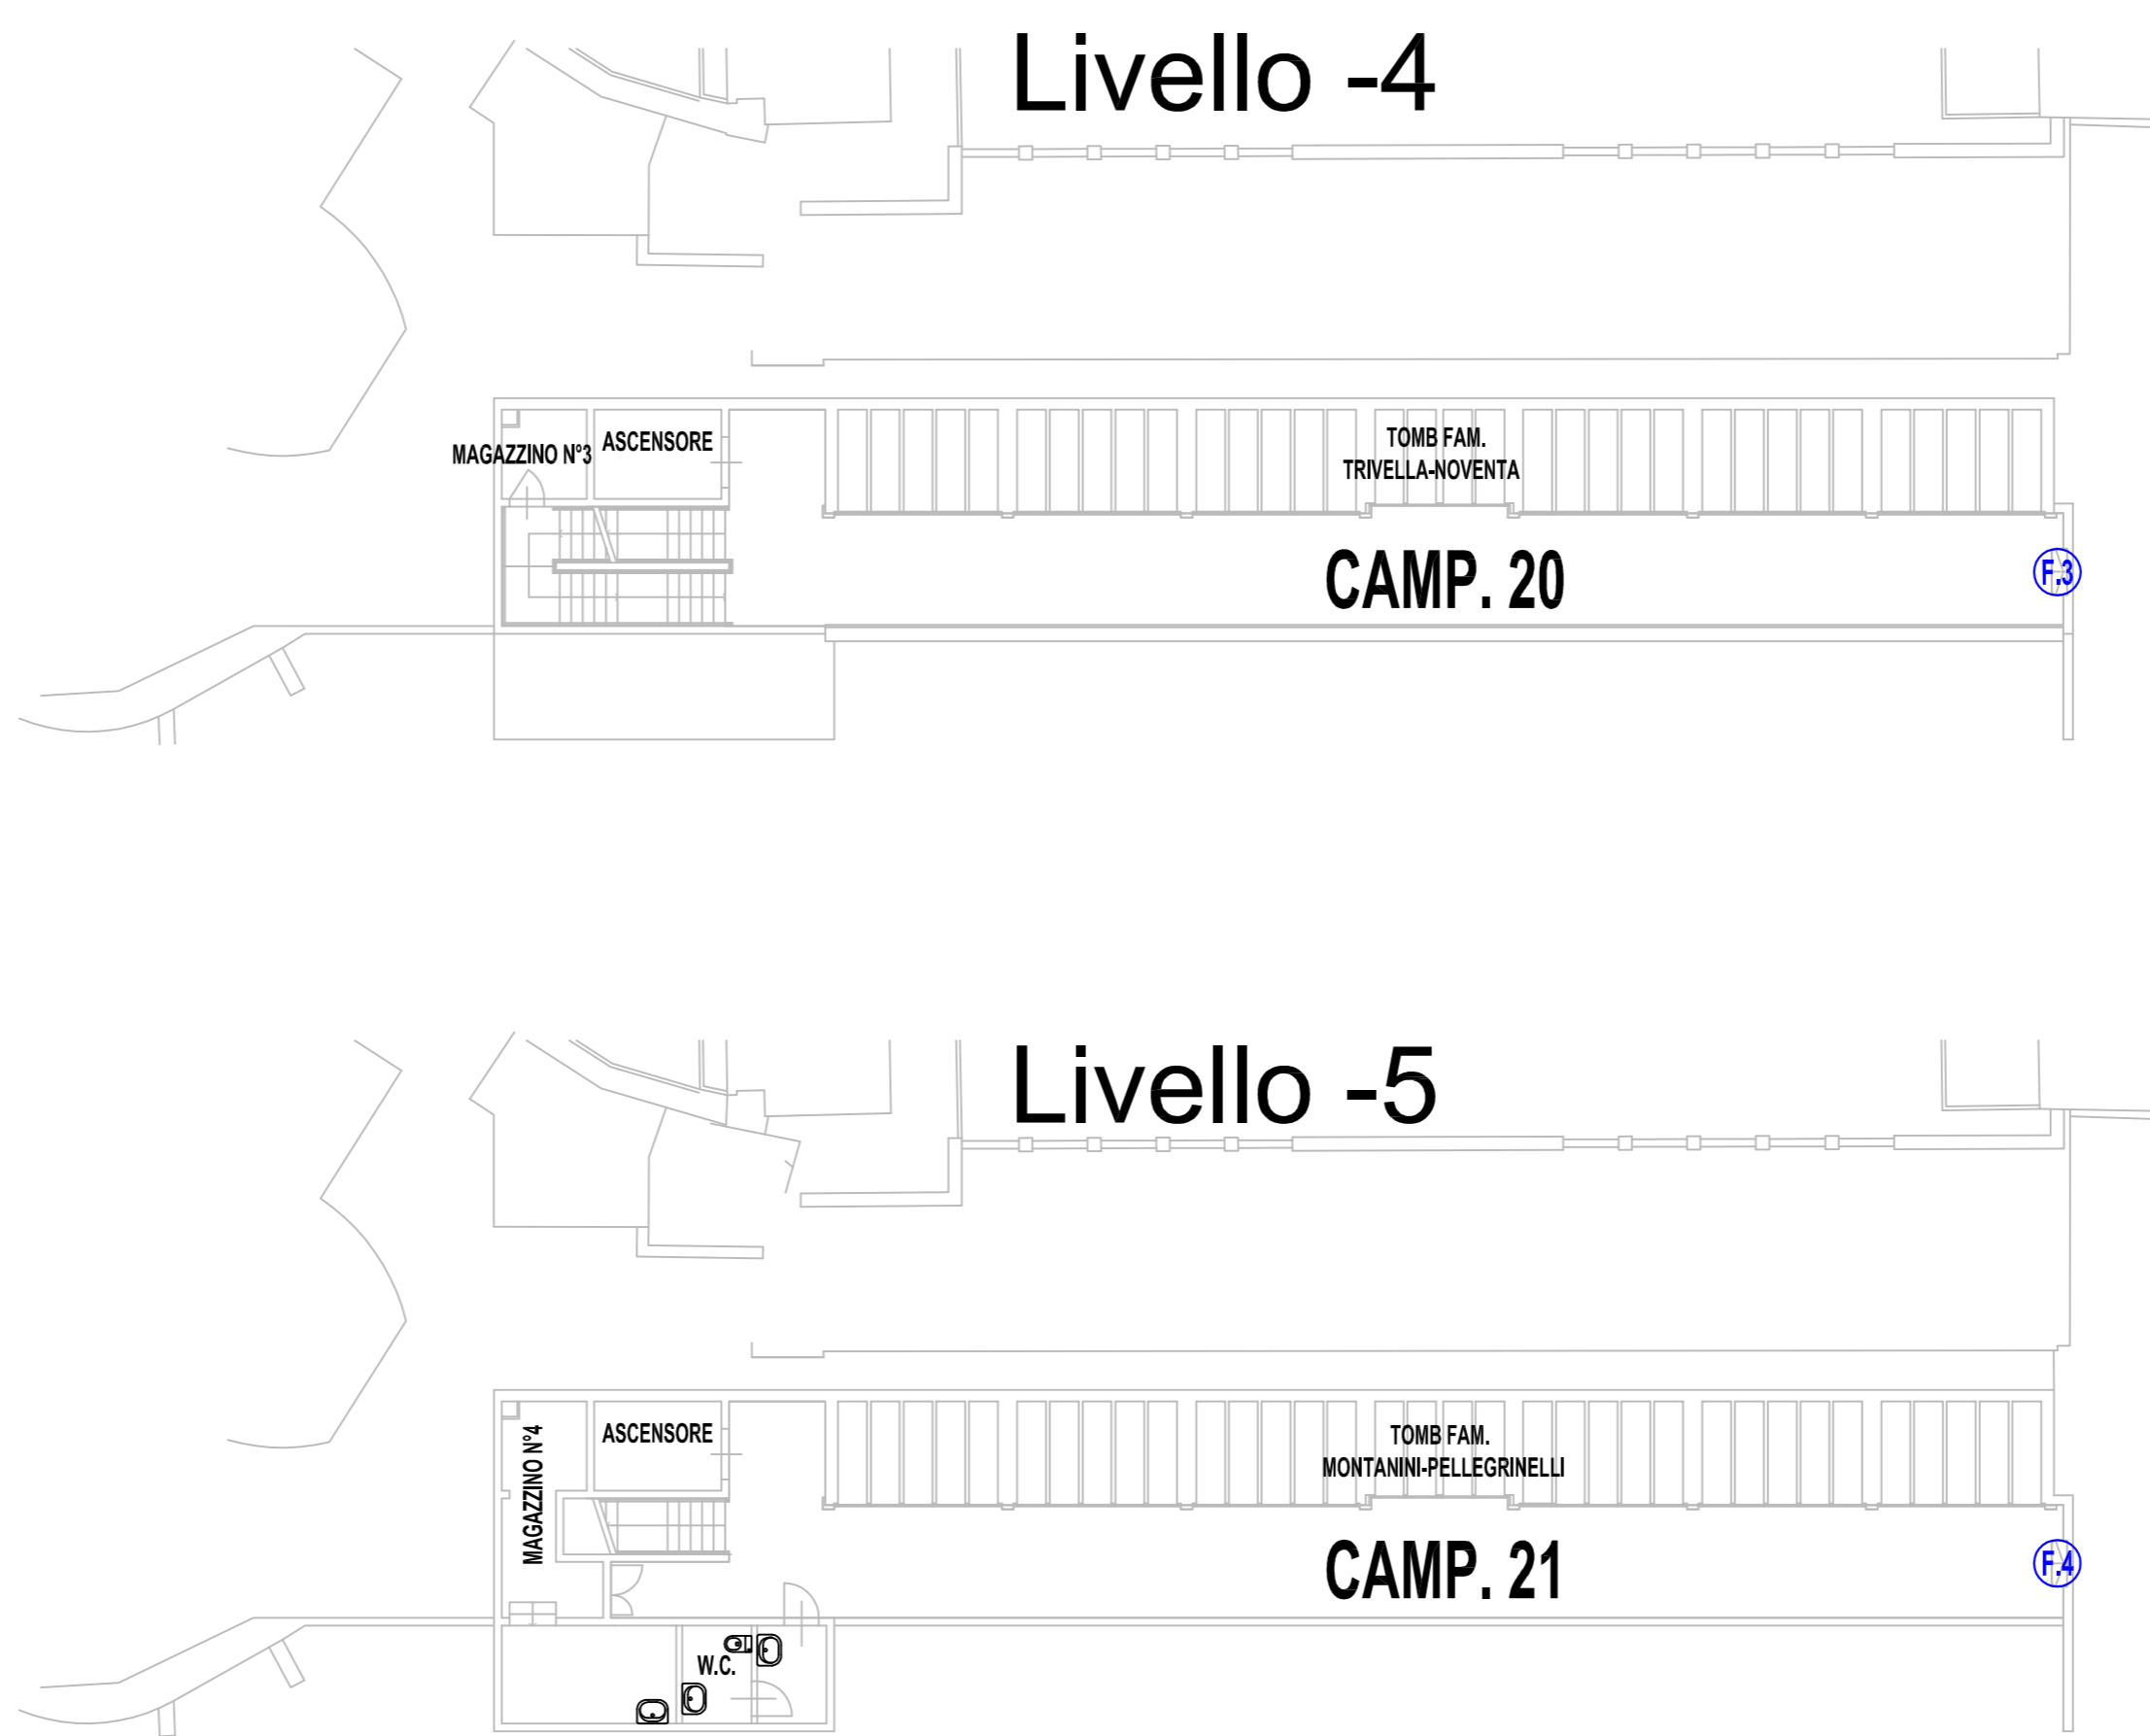 Livello -4
MAGAZZINO N°3
ASCENSORE
TOMB FAM.
TRIVELLA-NOVENTA
CAMP. 20
F.3
Livello -5
MAGAZZINO N°4
ASCENSORE
TOMB FAM.
MONTANINI-PELLEGRINELLI
CAMP. 21
F.4
W.C.